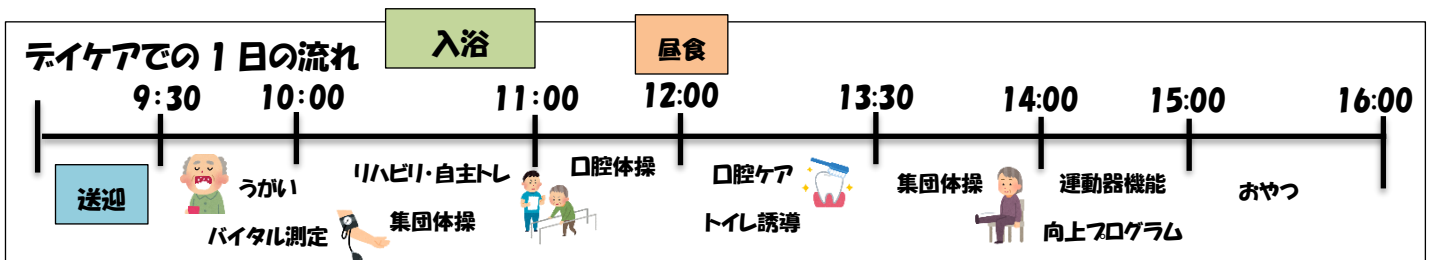 入浴
昼食
デイケアでの1日の流れ
9:30 10:00 11:00 12:00 13:30 14:00 15:00 16:00
送迎
うがい
バイタル測定
リハビリ・自主トレ
集団体操
口腔体操
口腔ケア
トイレ誘導
集団体操
運動器機能
向上プログラム
おやつ